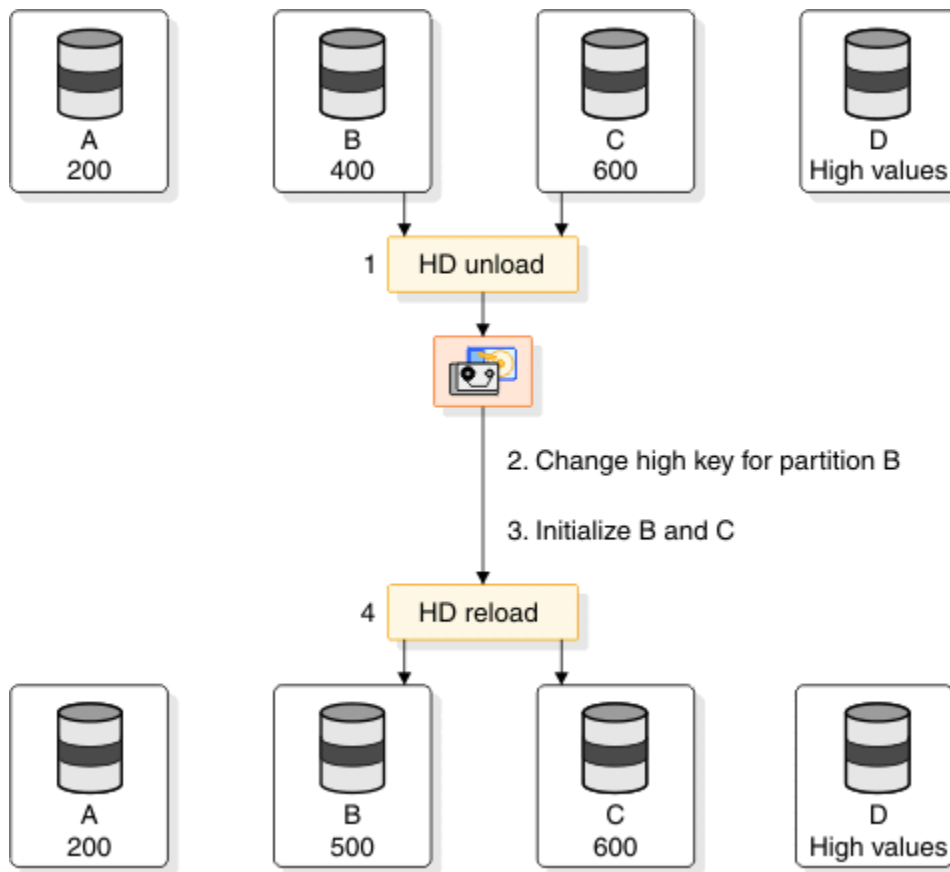 A
200
B
400
C
600
D
High values
1
HD unload
2. Change high key for partition B
3. Initialize B and C
4
HD reload
A
200
B
500
C
600
D
High values